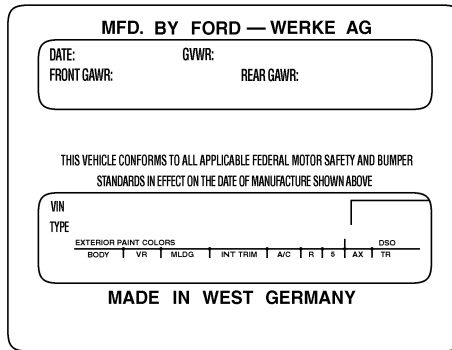 MFD. BY FORD — WERKE AG
DATE: GVWR:
FRONT GAWR: REAR GAWR:
THIS VEHICLE CONFORMS TO ALL APPLICABLE FEDERAL MOTOR SAFETY AND BUMPER
STANDARDS IN EFFECT ON THE DATE OF MANUFACTURE SHOWN ABOVE
VIN
TYPE
EXTERIOR PAINT COLORS DSO
BODY VR MLDG INT TRIM A/C R 5 AX TR
MADE IN WEST GERMANY